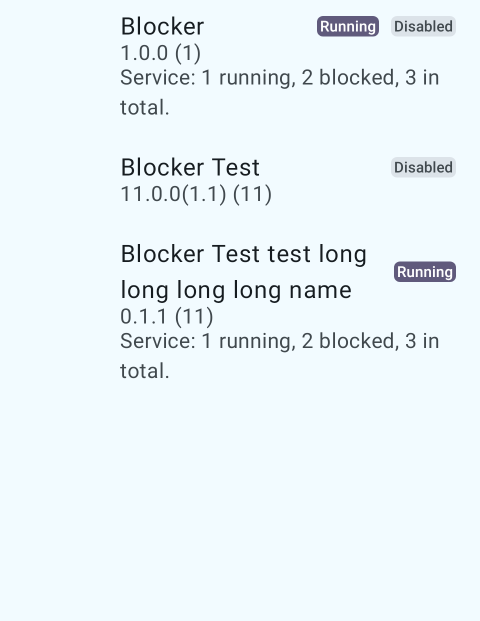 Blocker Running Disabled
1.0.0 (1)
Service: 1 running, 2 blocked, 3 in
total.
Blocker Test Disabled
11.0.0(1.1) (11)
Blocker Test test long
long long long name
Running
0.1.1 (11)
Service: 1 running, 2 blocked, 3 in
total.